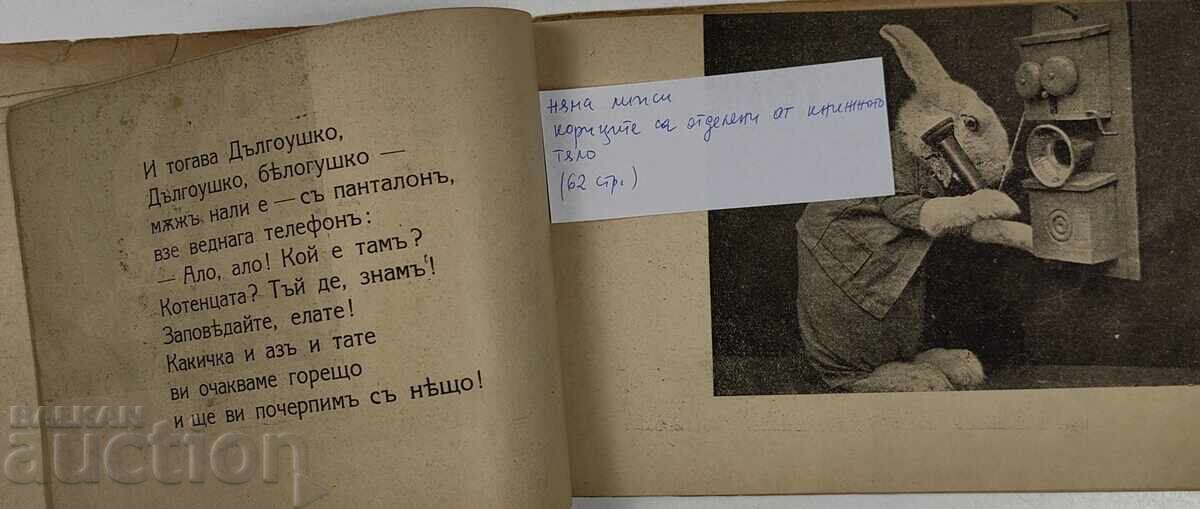 И тогава Дългоушко,
Дългоушко, бѣлогушко —
мѫжъ нали е — съ панталонъ,
взе веднага телефонъ:
— Ало, ало! Кой е тамъ?
Котенцата? Тъй де, знамъ!
Заповѣдайте, елате!
Какичка и азъ и тате
ви очакваме горещо
и ще ви почерпимъ съ нѣщо!
няма липси
кориците са отделени от книжното
тяло
(62 стр.)
BALKAN
auction